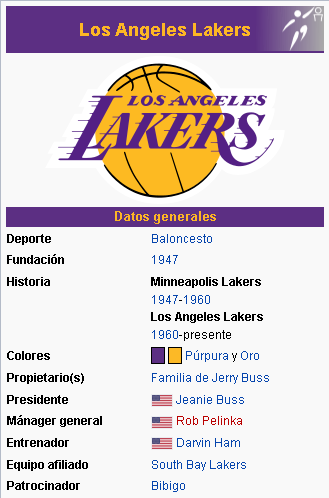 Los Angeles Lakers
LOS ANGELES
LAKERS
Datos generales
Deporte Baloncesto
Fundación 1947
Historia Minneapolis Lakers
1947-1960
Los Angeles Lakers
1960-presente
Colores Púrpura y Oro
Propietario(s) Familia de Jerry Buss
Presidente Jeanie Buss
Mánager general Rob Pelinka
Entrenador Darvin Ham
Equipo afiliado South Bay Lakers
Patrocinador Bibigo